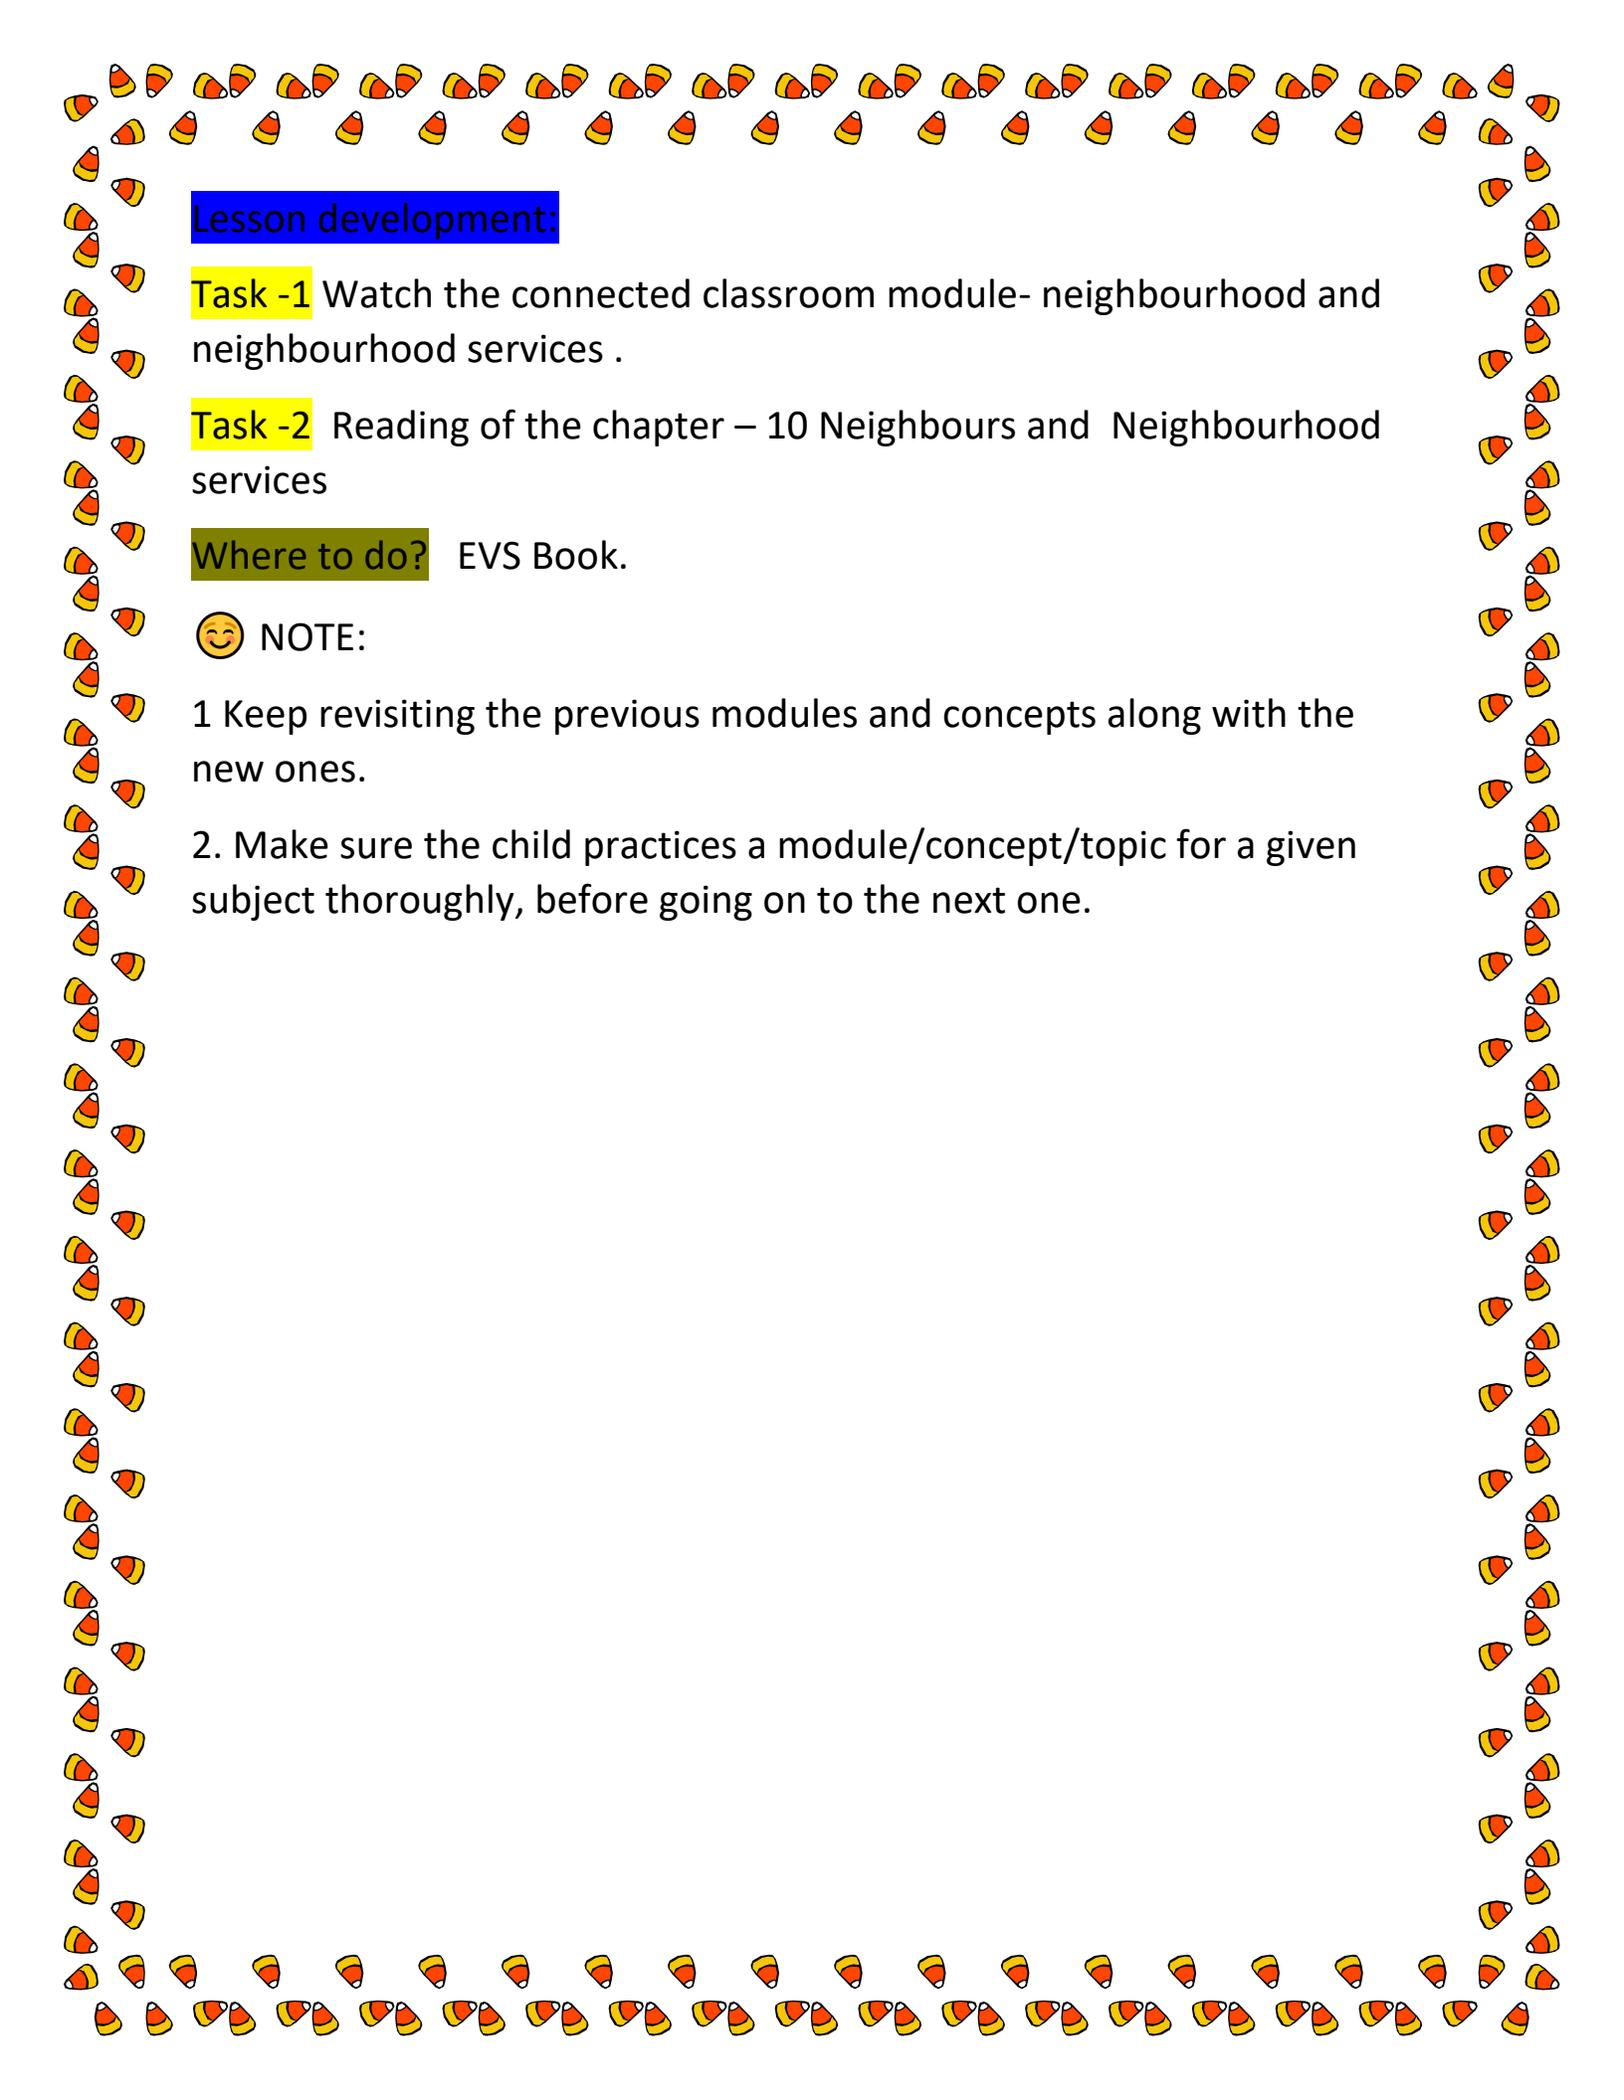 Lesson development:
Task -1 Watch the connected classroom module- neighbourhood and
neighbourhood services .
Task -2  Reading of the chapter – 10 Neighbours and  Neighbourhood
services
Where to do?   EVS Book.
😊 NOTE:
1 Keep revisiting the previous modules and concepts along with the
new ones.
2. Make sure the child practices a module/concept/topic for a given
subject thoroughly, before going on to the next one.